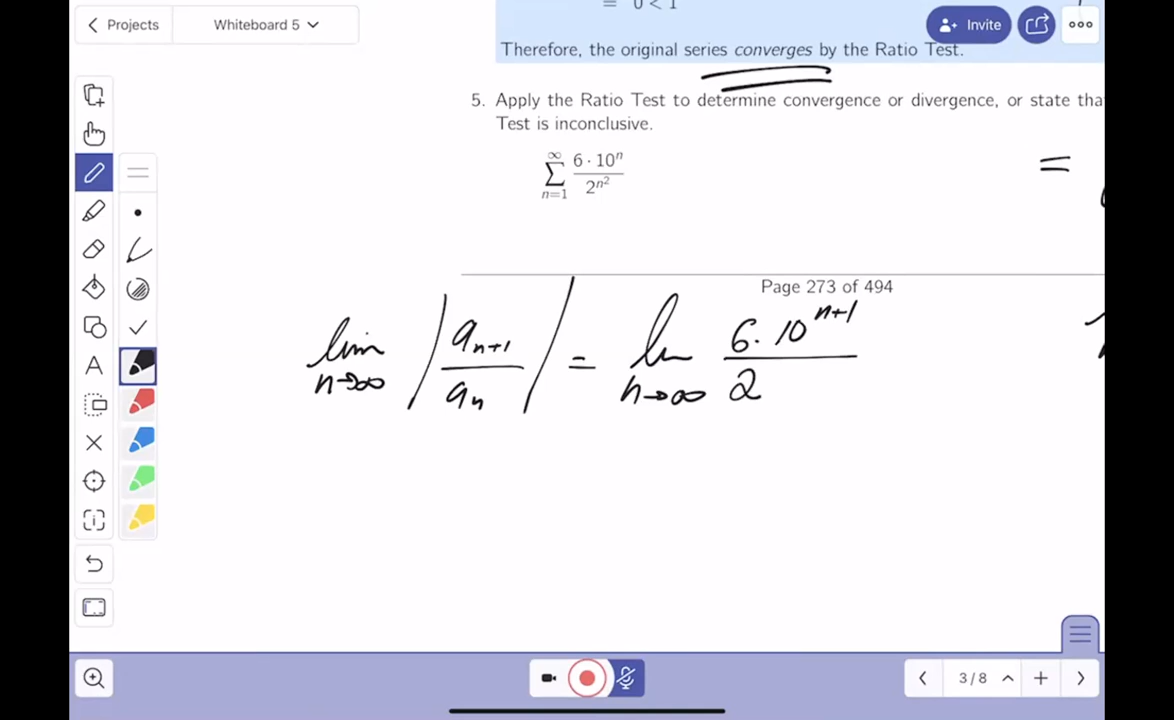 Projects
Whiteboard 5
= 0 < 1
Invite
Therefore, the original series converges by the Ratio Test.
5. Apply the Ratio Test to determine convergence or divergence, or state tha
Test is inconclusive.
∑_{n=1}^{∞} (6 · 10^n)/(2^{n^2})
=
Page 273 of 494
lim_{n→∞} |a_{n+1}/a_n| = lim_{n→∞} 6·10^{n+1}/2
A
3/8